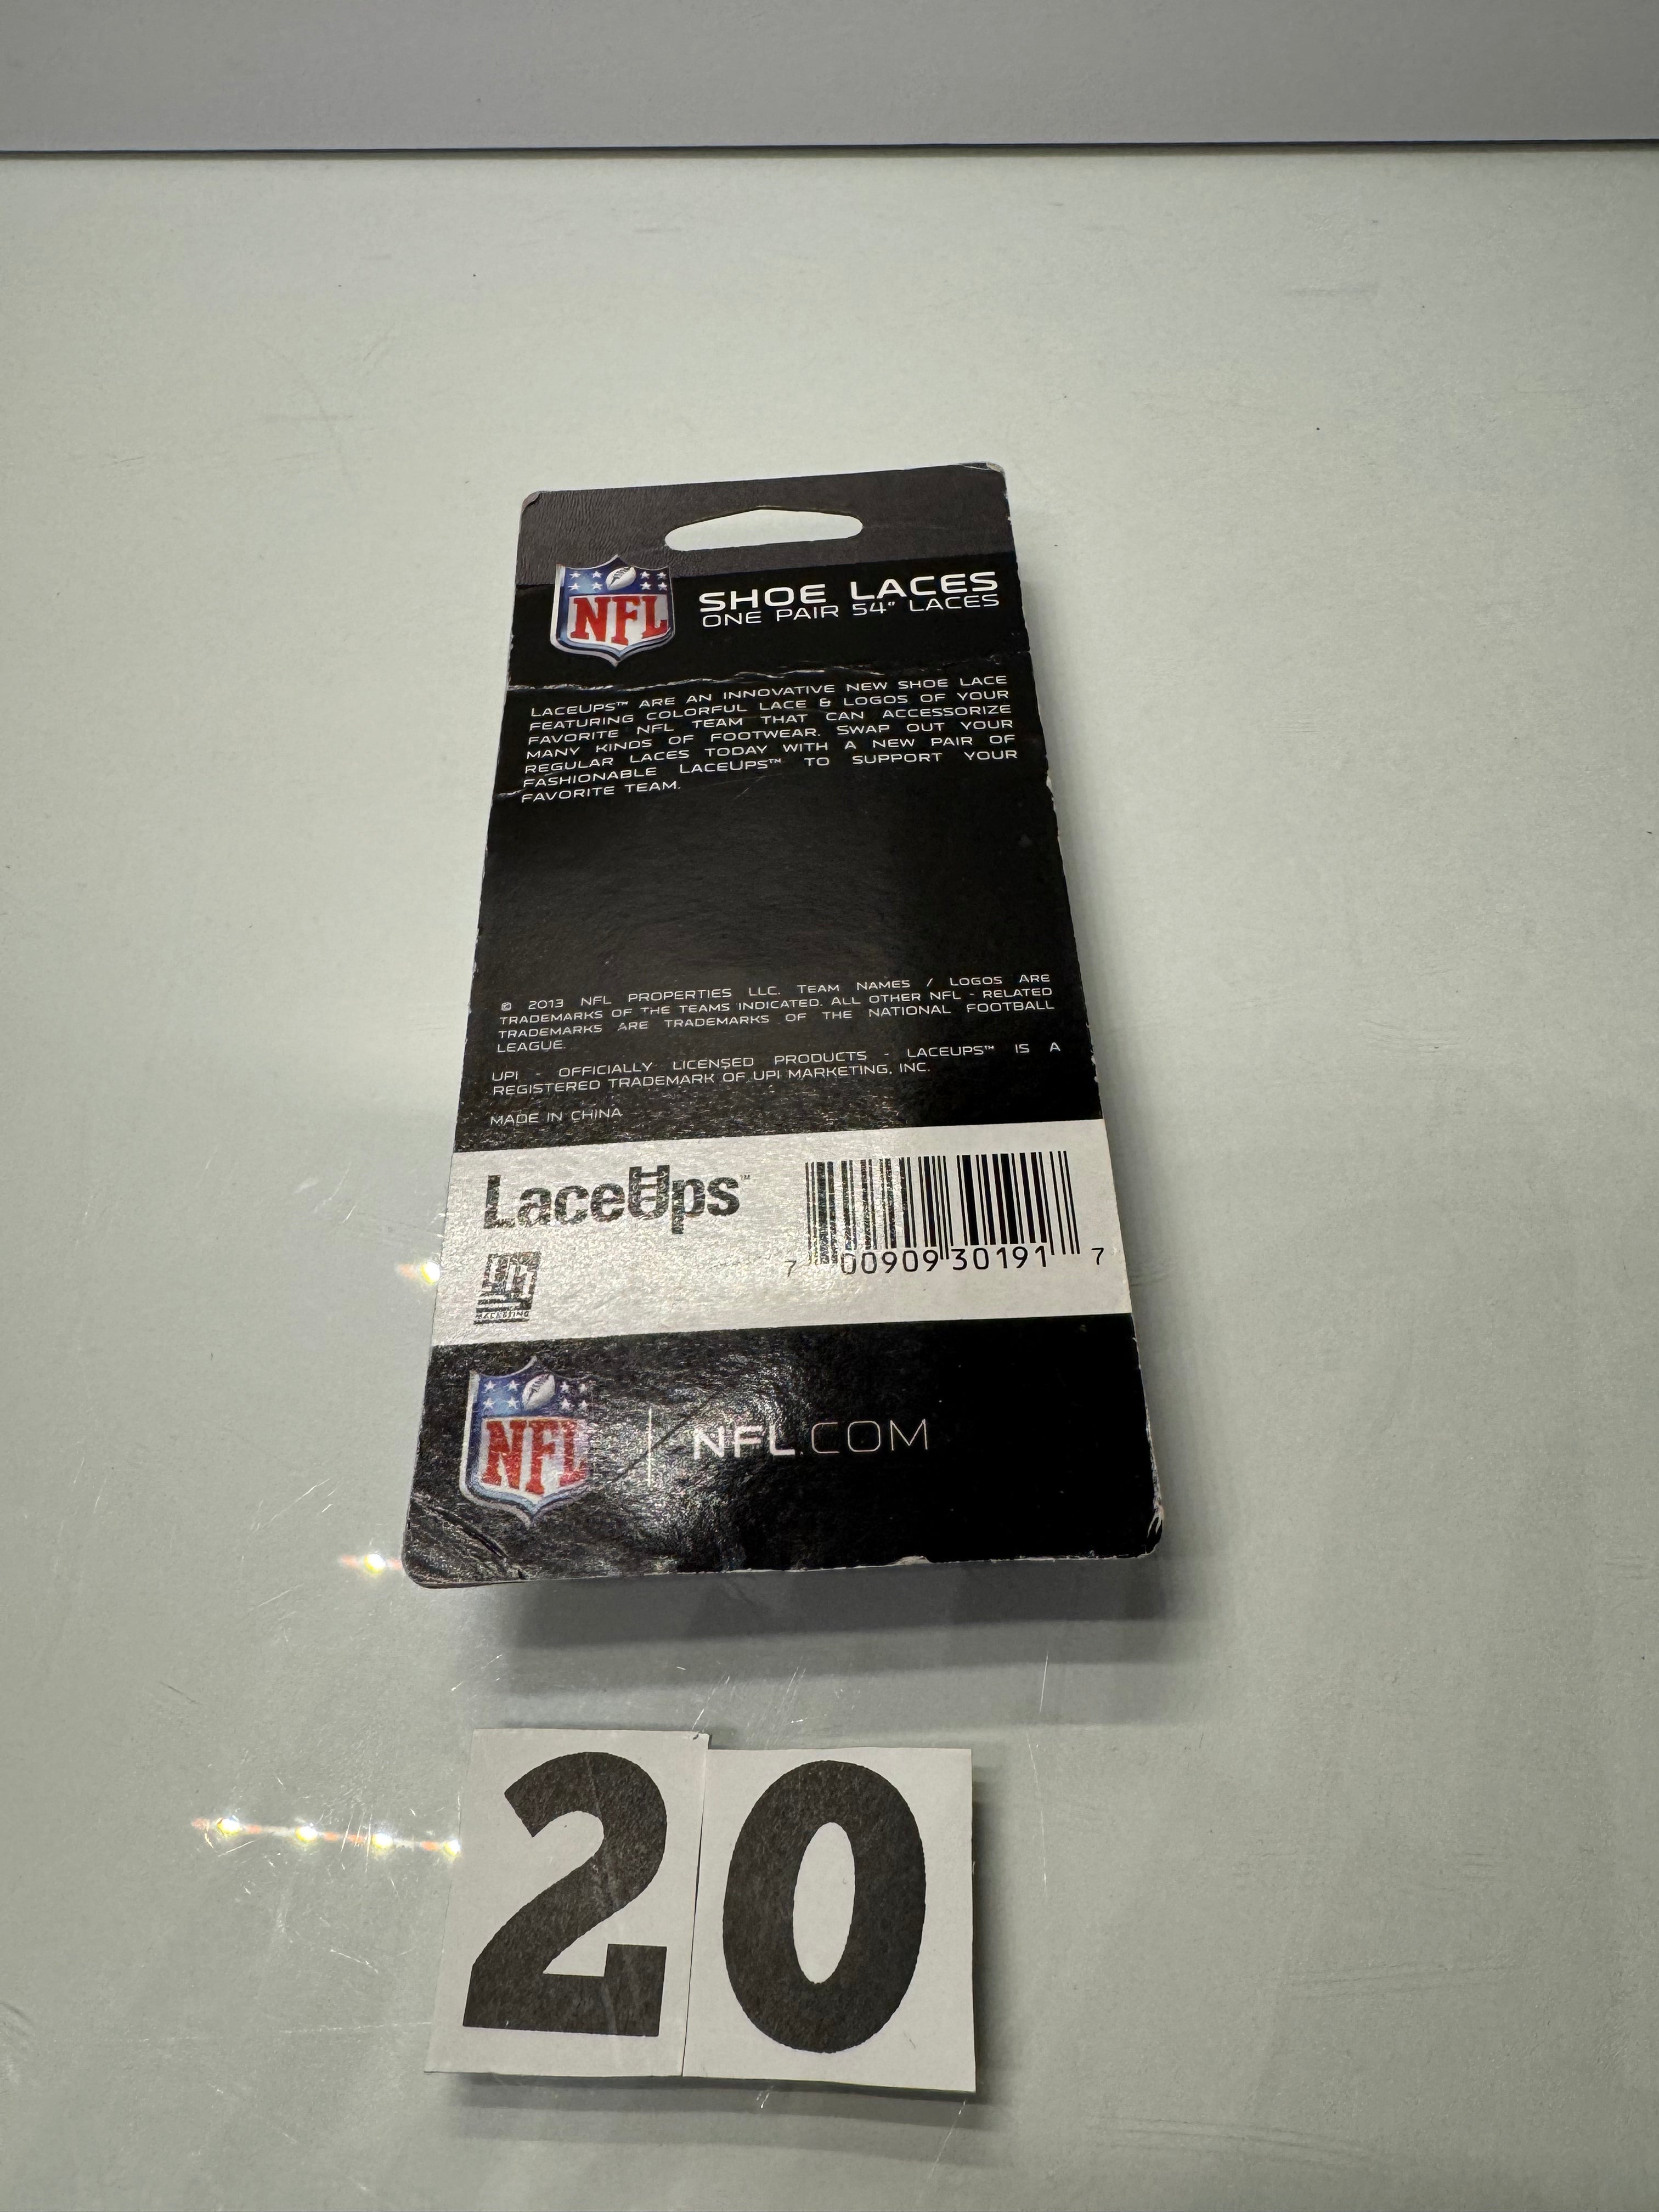 NFL
SHOE LACES
ONE PAIR 54" LACES
LACEUPS™ ARE AN INNOVATIVE NEW SHOE LACE
FEATURING COLORFUL LACE & LOGOS OF YOUR
FAVORITE NFL TEAM THAT CAN ACCESSORIZE
MANY KINDS OF FOOTWEAR. SWAP OUT YOUR
REGULAR LACES TODAY WITH A NEW PAIR OF
FASHIONABLE LACEUPS™ TO SUPPORT YOUR
FAVORITE TEAM.
© 2013 NFL PROPERTIES LLC. TEAM NAMES / LOGOS ARE
TRADEMARKS OF THE TEAMS INDICATED. ALL OTHER NFL - RELATED
TRADEMARKS ARE TRADEMARKS OF THE NATIONAL FOOTBALL
LEAGUE.
UPI - OFFICIALLY LICENSED PRODUCTS - LACEUPS™ IS A
REGISTERED TRADEMARK OF UPI MARKETING, INC.
MADE IN CHINA
LaceUps™
7 00909 30191 7
UPI
MARKETING
NFL
NFL.COM
20